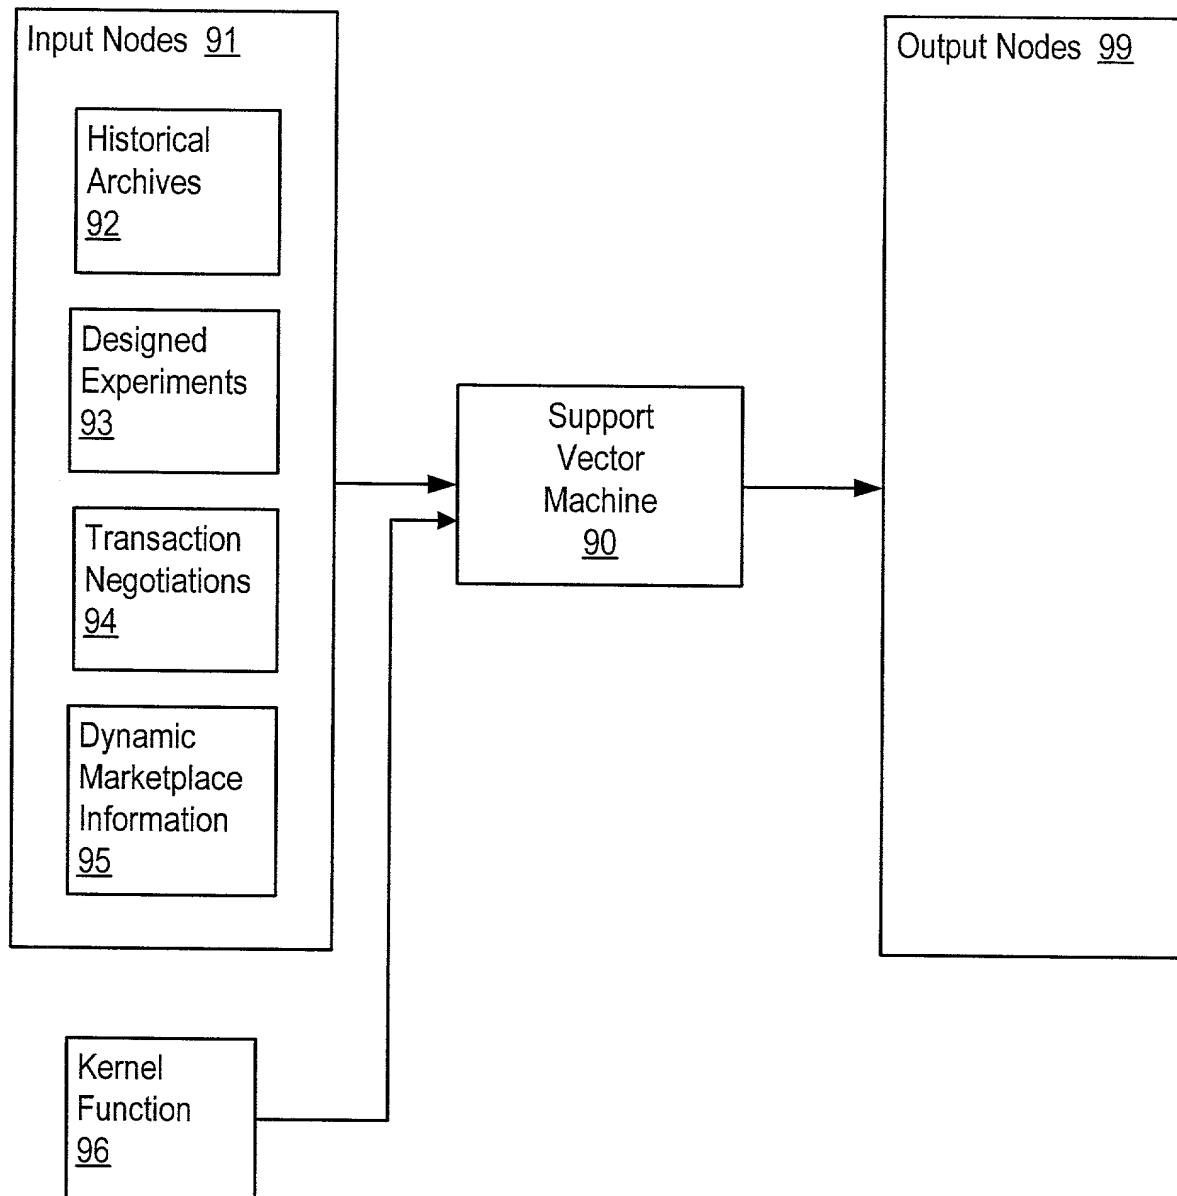 Input Nodes 91
Historical
Archives
92
Designed
Experiments
93
Transaction
Negotiations
94
Dynamic
Marketplace
Information
95
Kernel
Function
96
Support
Vector
Machine
90
Output Nodes 99